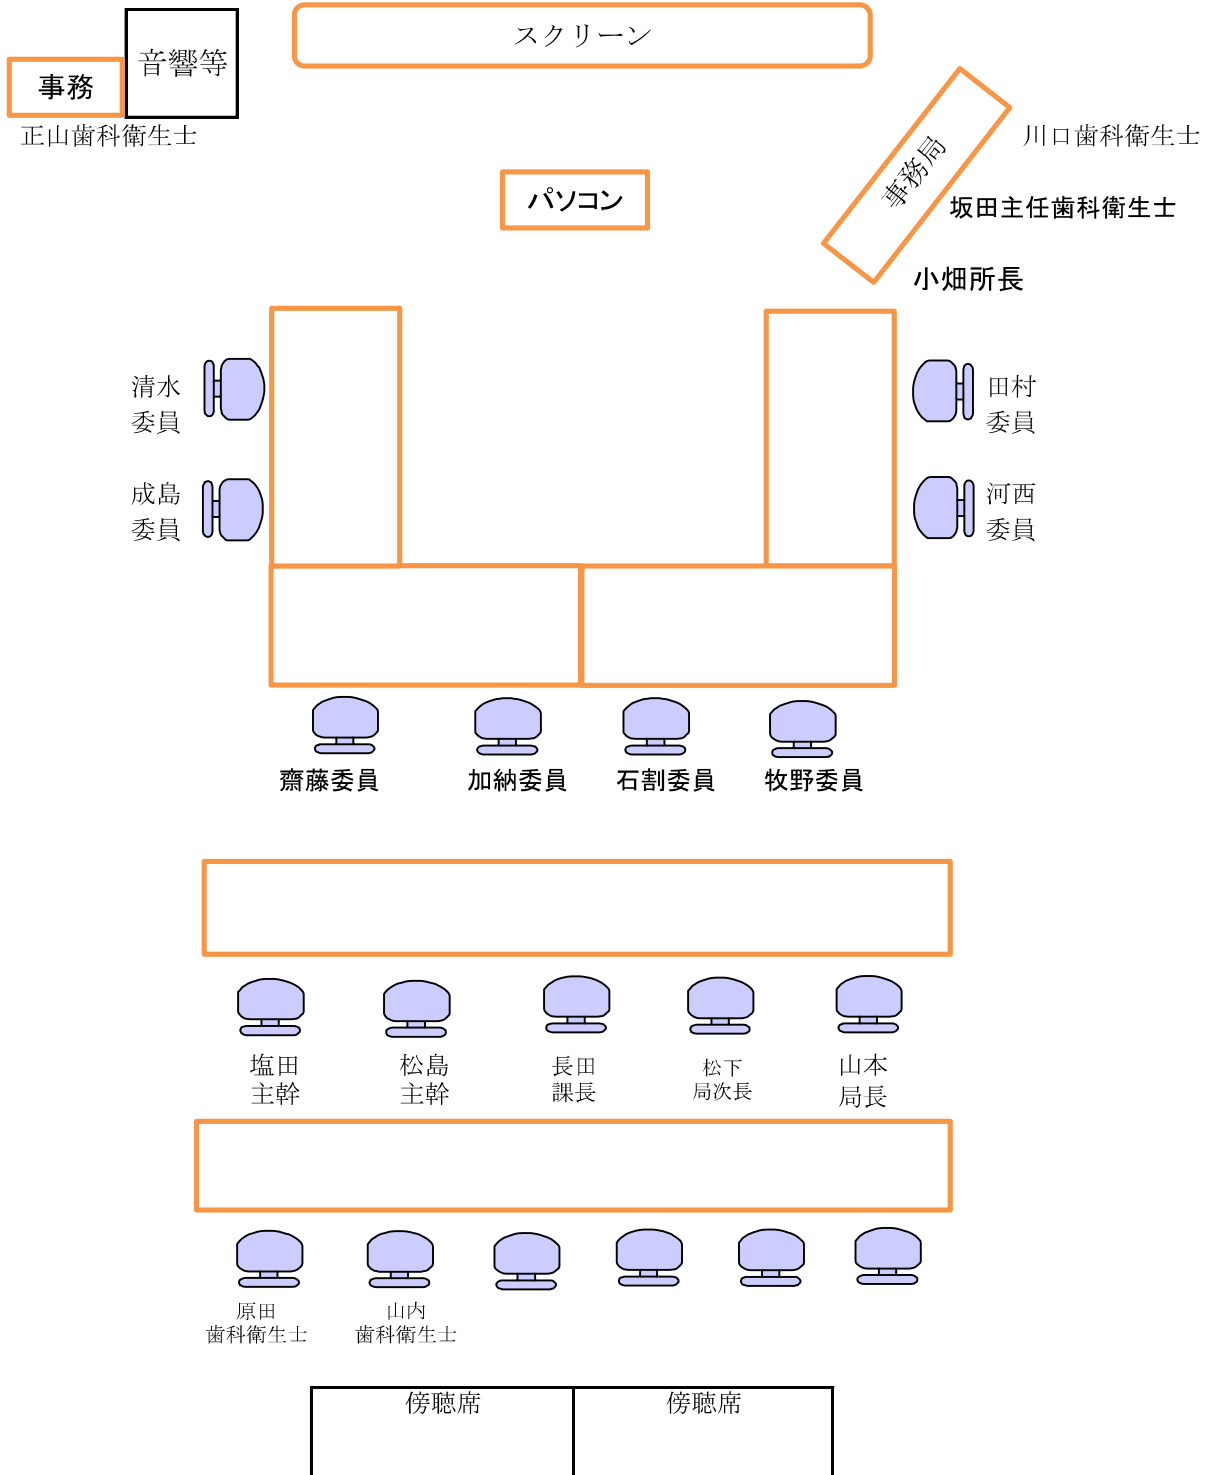 スクリーン
音響等
事務
正山歯科衛生士
川口歯科衛生士
事務局
パソコン
坂田主任歯科衛生士
小畑所長
清水
委員
田村
委員
成島
委員
河西
委員
齋藤委員
加納委員
石割委員
牧野委員
塩田
主幹
松島
主幹
長田
課長
松下
局次長
山本
局長
原田
歯科衛生士
山内
歯科衛生士
傍聴席
傍聴席